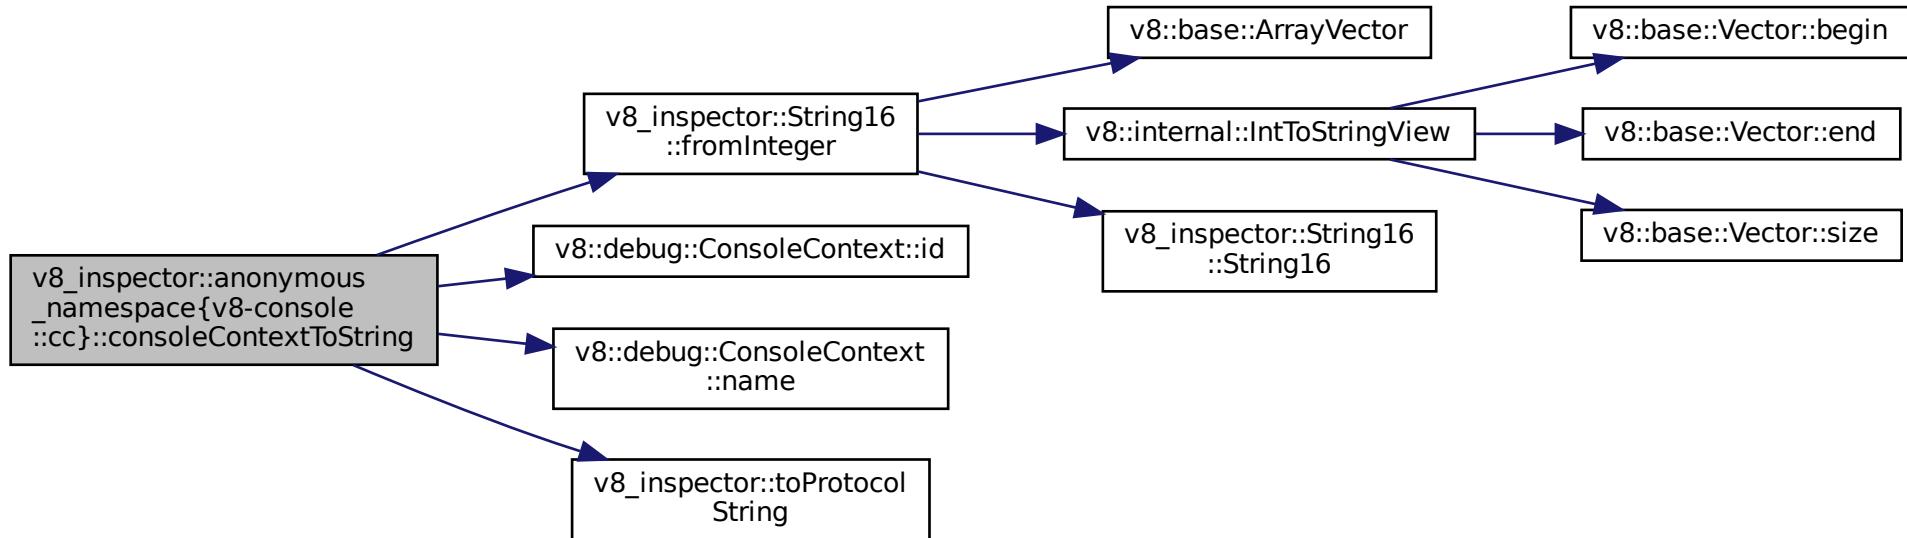 v8_inspector::anonymous
_namespace{v8-console
::cc}::consoleContextToString
v8_inspector::String16
::fromInteger
v8::debug::ConsoleContext::id
v8::debug::ConsoleContext
::name
v8_inspector::toProtocol
String
v8::base::ArrayVector
v8::internal::IntToStringView
v8_inspector::String16
::String16
v8::base::Vector::begin
v8::base::Vector::end
v8::base::Vector::size